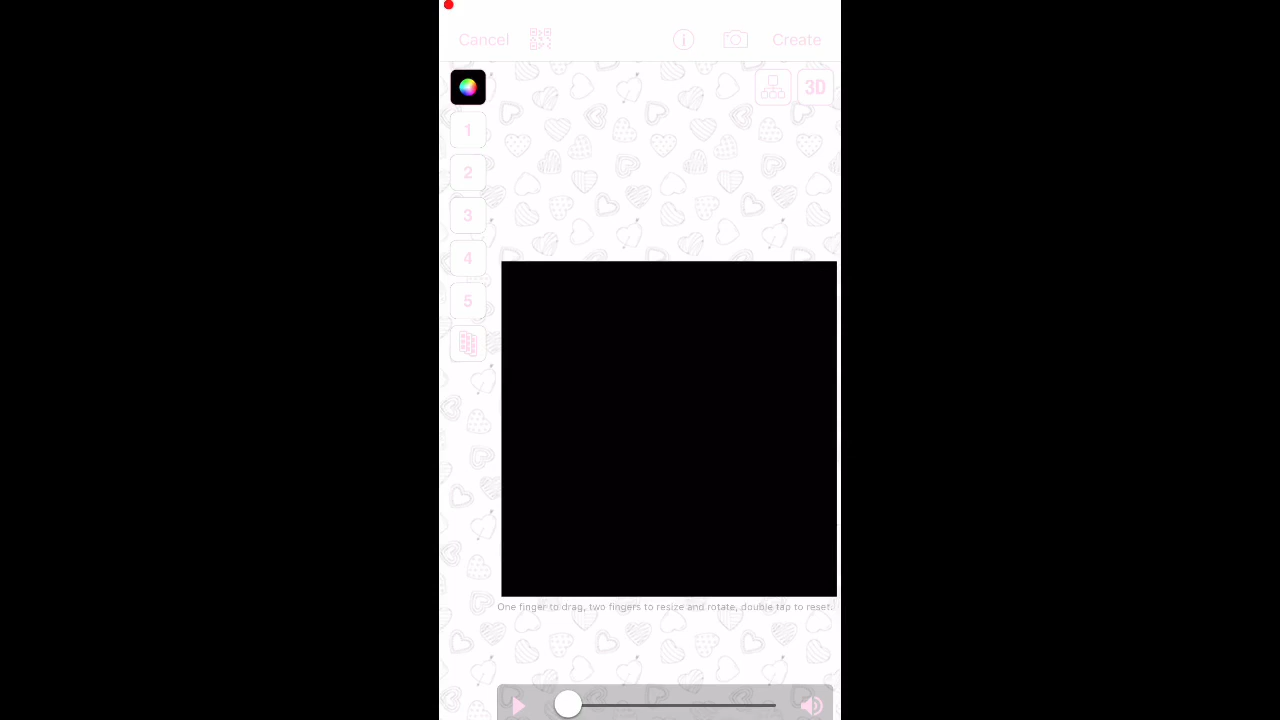 Cancel
Create
3D
1
2
3
4
5
One finger to drag, two fingers to resize and rotate, double tap to reset.